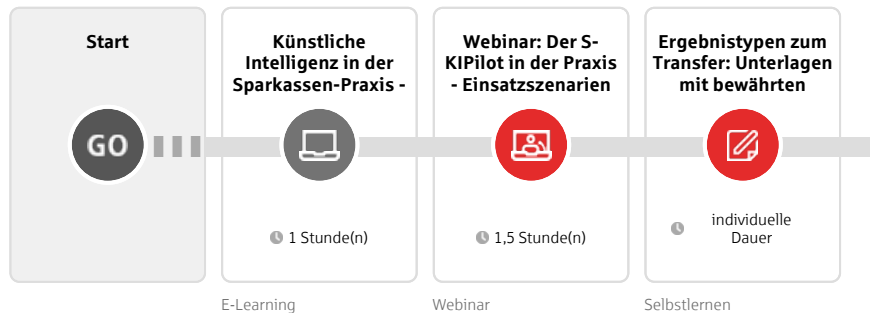 Start
GO
Künstliche
Intelligenz in der
Sparkassen-Praxis -
1 Stunde(n)
E-Learning
Webinar: Der S-
KIPilot in der Praxis
- Einsatzszenarien
1,5 Stunde(n)
Webinar
Ergebnistypen zum
Transfer: Unterlagen
mit bewährten
individuelle
Dauer
Selbstlernen